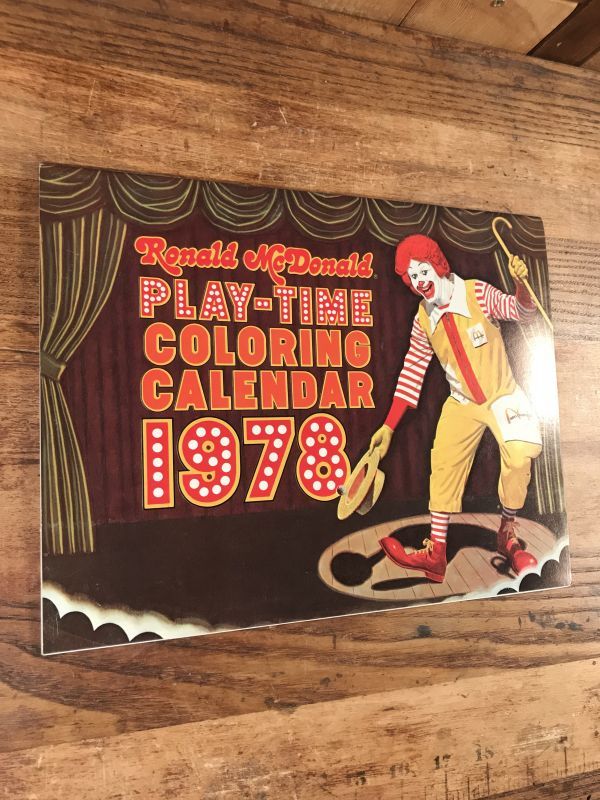 Ronald McDonald
PLAY-TIME
COLORING
CALENDAR
1978